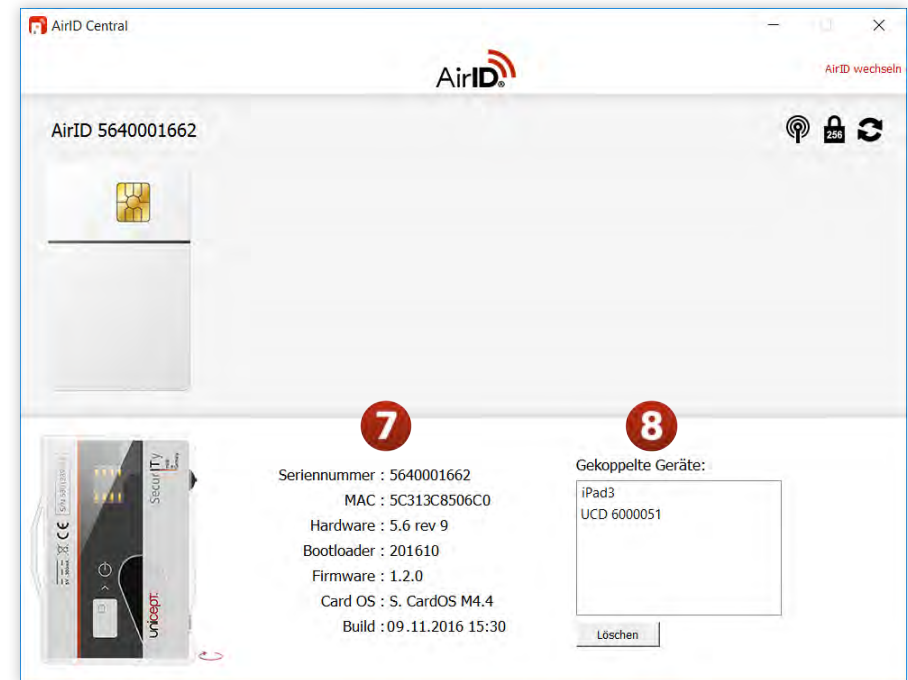 AirID Central
AirID®
AirID wechseln
AirID 5640001662
256
7
8
Seriennummer : 5640001662
MAC : 5C313C8506C0
Hardware : 5.6 rev 9
Bootloader : 201610
Firmware : 1.2.0
Card OS : S. CardOS M4.4
Build : 09.11.2016 15:30
Gekoppelte Geräte:
iPad3
UCD 6000051
Löschen
SecurITy
unicept.
CE